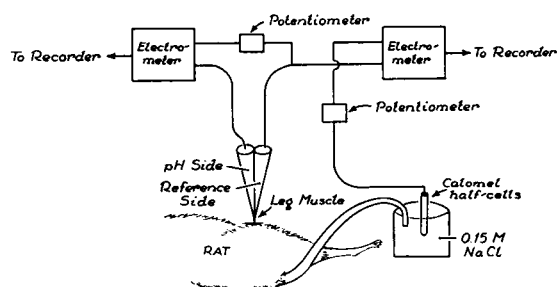 Potentiometer
Electro-
meter
To Recorder
Electro-
meter
To Recorder
Potentiometer
pH Side
Reference
Side
Leg Muscle
RAT
Calomel
half-cells
0.15 M
NaCl